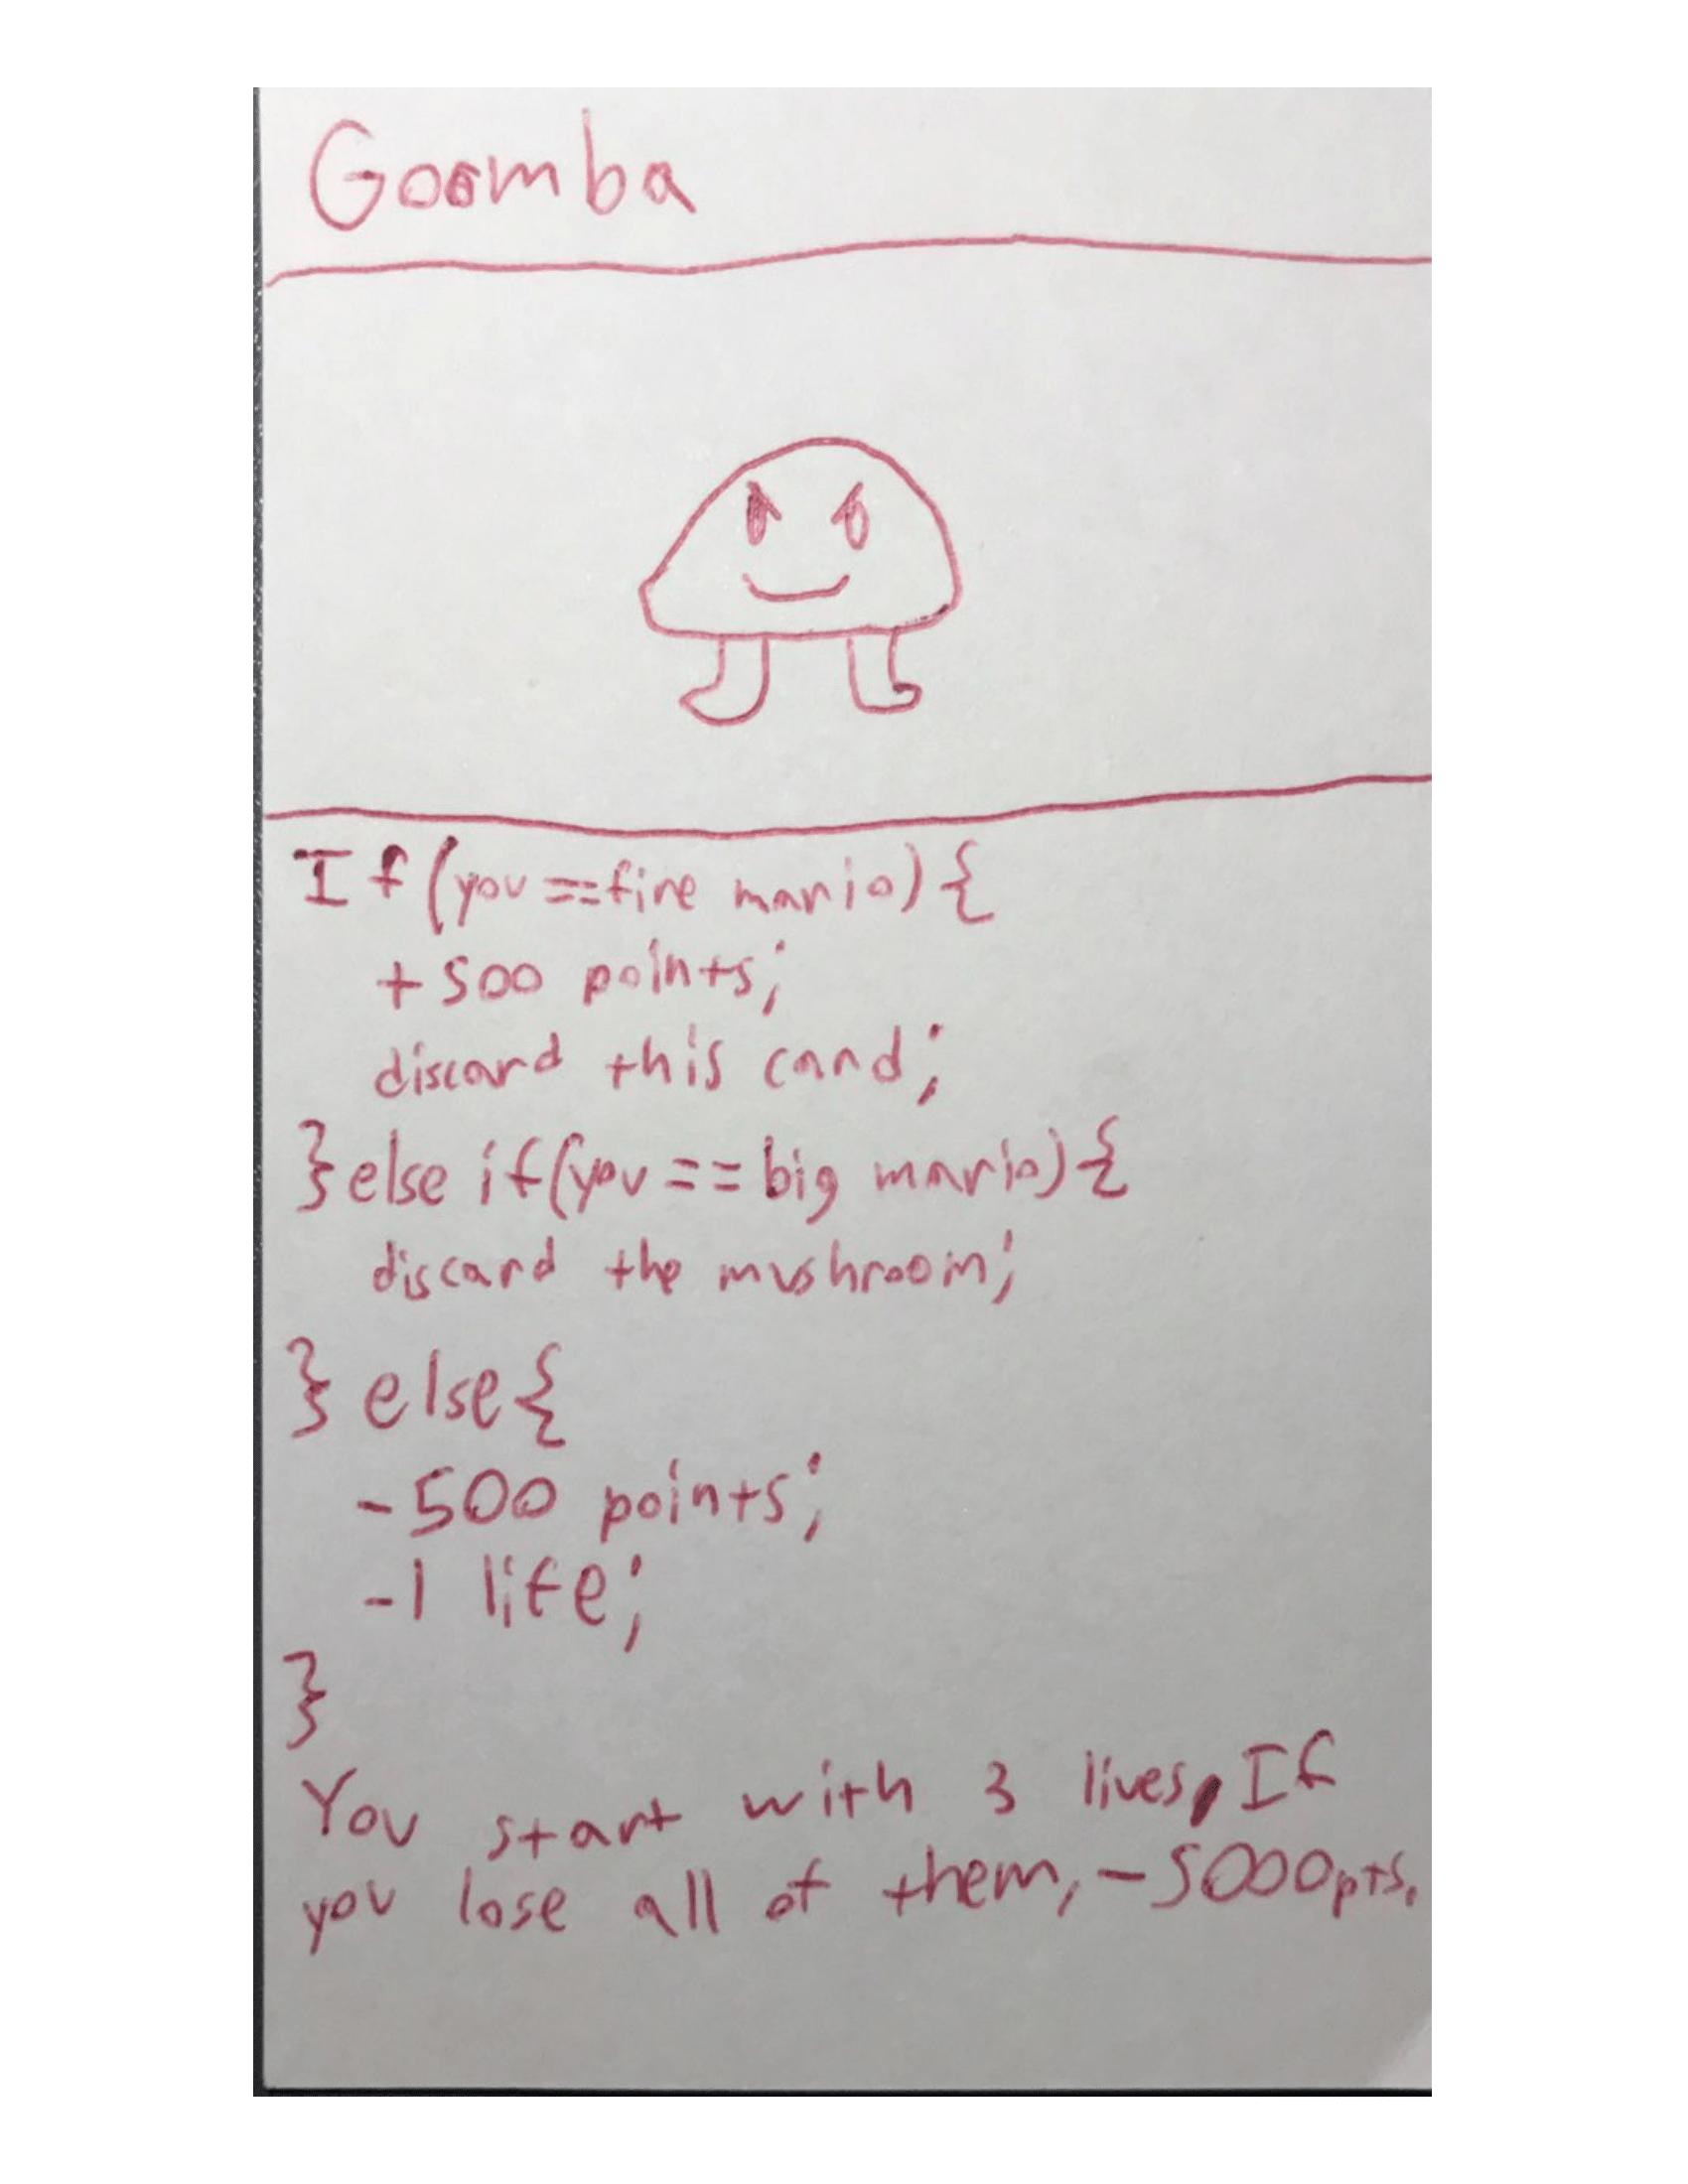 Goomba
If (you == fire mario) {
+ 500 points;
discard this card;
} else if (you == big mario) {
discard the mushroom;
} else {
- 500 points;
- 1 life;
}
You start with 3 lives. If
you lose all of them, - 5000pts.